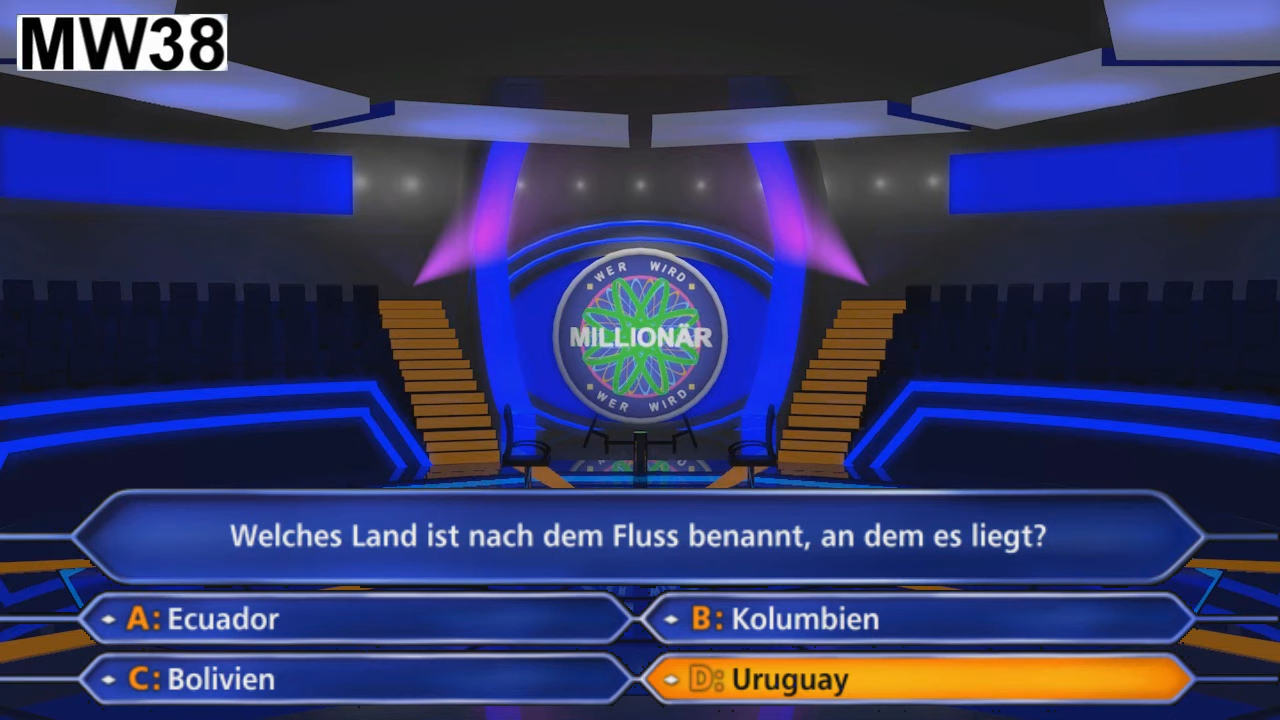 MW38
WER WIRD
MILLIONÄR
WER WIRD
Welches Land ist nach dem Fluss benannt, an dem es liegt?
A: Ecuador
B: Kolumbien
C: Bolivien
D: Uruguay